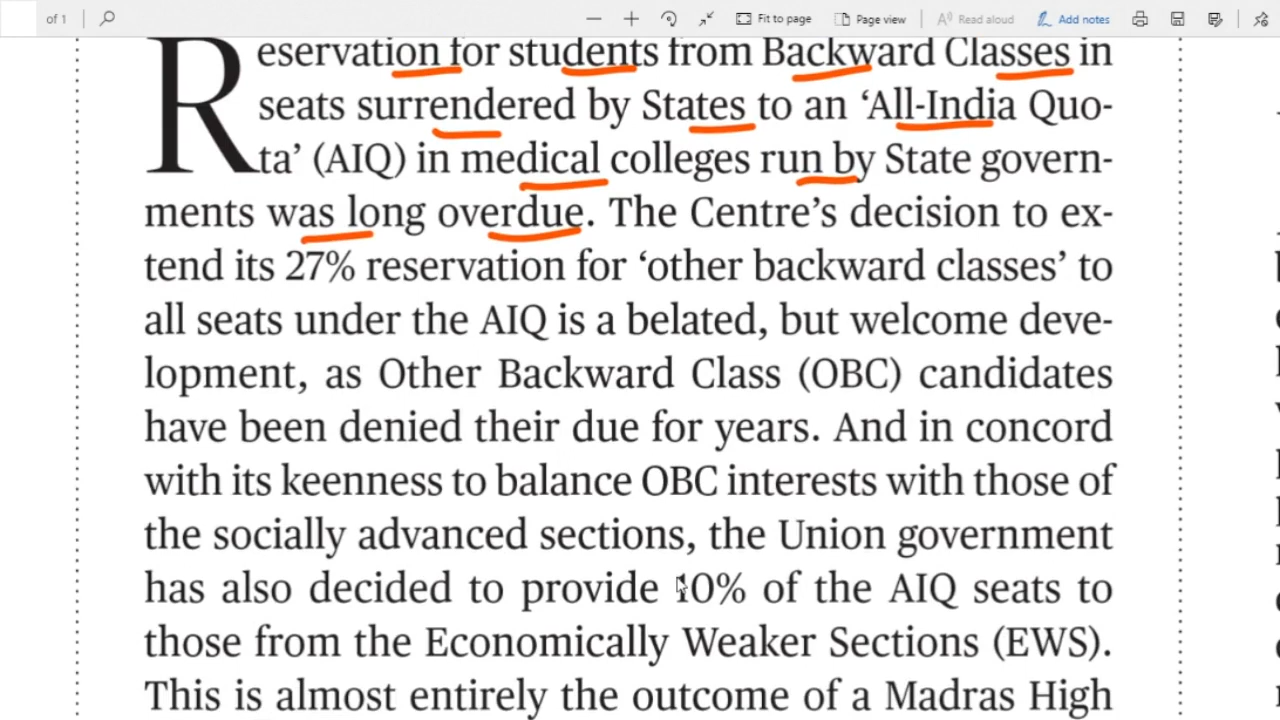 of 1
Fit to page
Page view
Read aloud
Add notes
Reservation for students from Backward Classes in
seats surrendered by States to an ‘All-India Quo-
ta’ (AIQ) in medical colleges run by State govern-
ments was long overdue. The Centre’s decision to ex-
tend its 27% reservation for ‘other backward classes’ to
all seats under the AIQ is a belated, but welcome deve-
lopment, as Other Backward Class (OBC) candidates
have been denied their due for years. And in concord
with its keenness to balance OBC interests with those of
the socially advanced sections, the Union government
has also decided to provide 10% of the AIQ seats to
those from the Economically Weaker Sections (EWS).
This is almost entirely the outcome of a Madras High